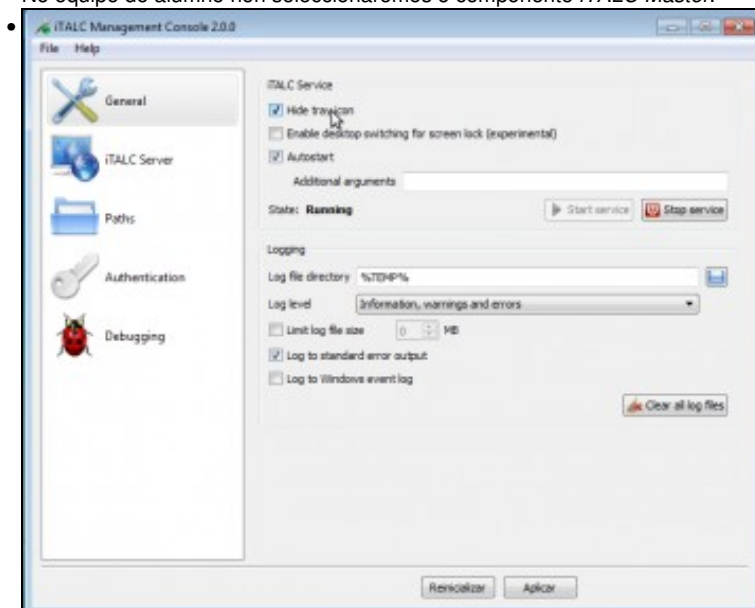 No equipo do alumno non seleccionaremos o compoñente iTALC Master.
iTALC Management Console 2.0.0
File Help
General
iTALC Server
Paths
Authentication
Debugging
iTALC Service
Hide tray icon
Enable desktop switching for screen lock (experimental)
Autostart
Additional arguments
State: Running
Start service
Stop service
Logging
Log file directory %TEMP%
Log level Information, warnings and errors
Limit log file size 0 MB
Log to standard error output
Log to Windows event log
Clear all log files
Reinicializar Aplicar